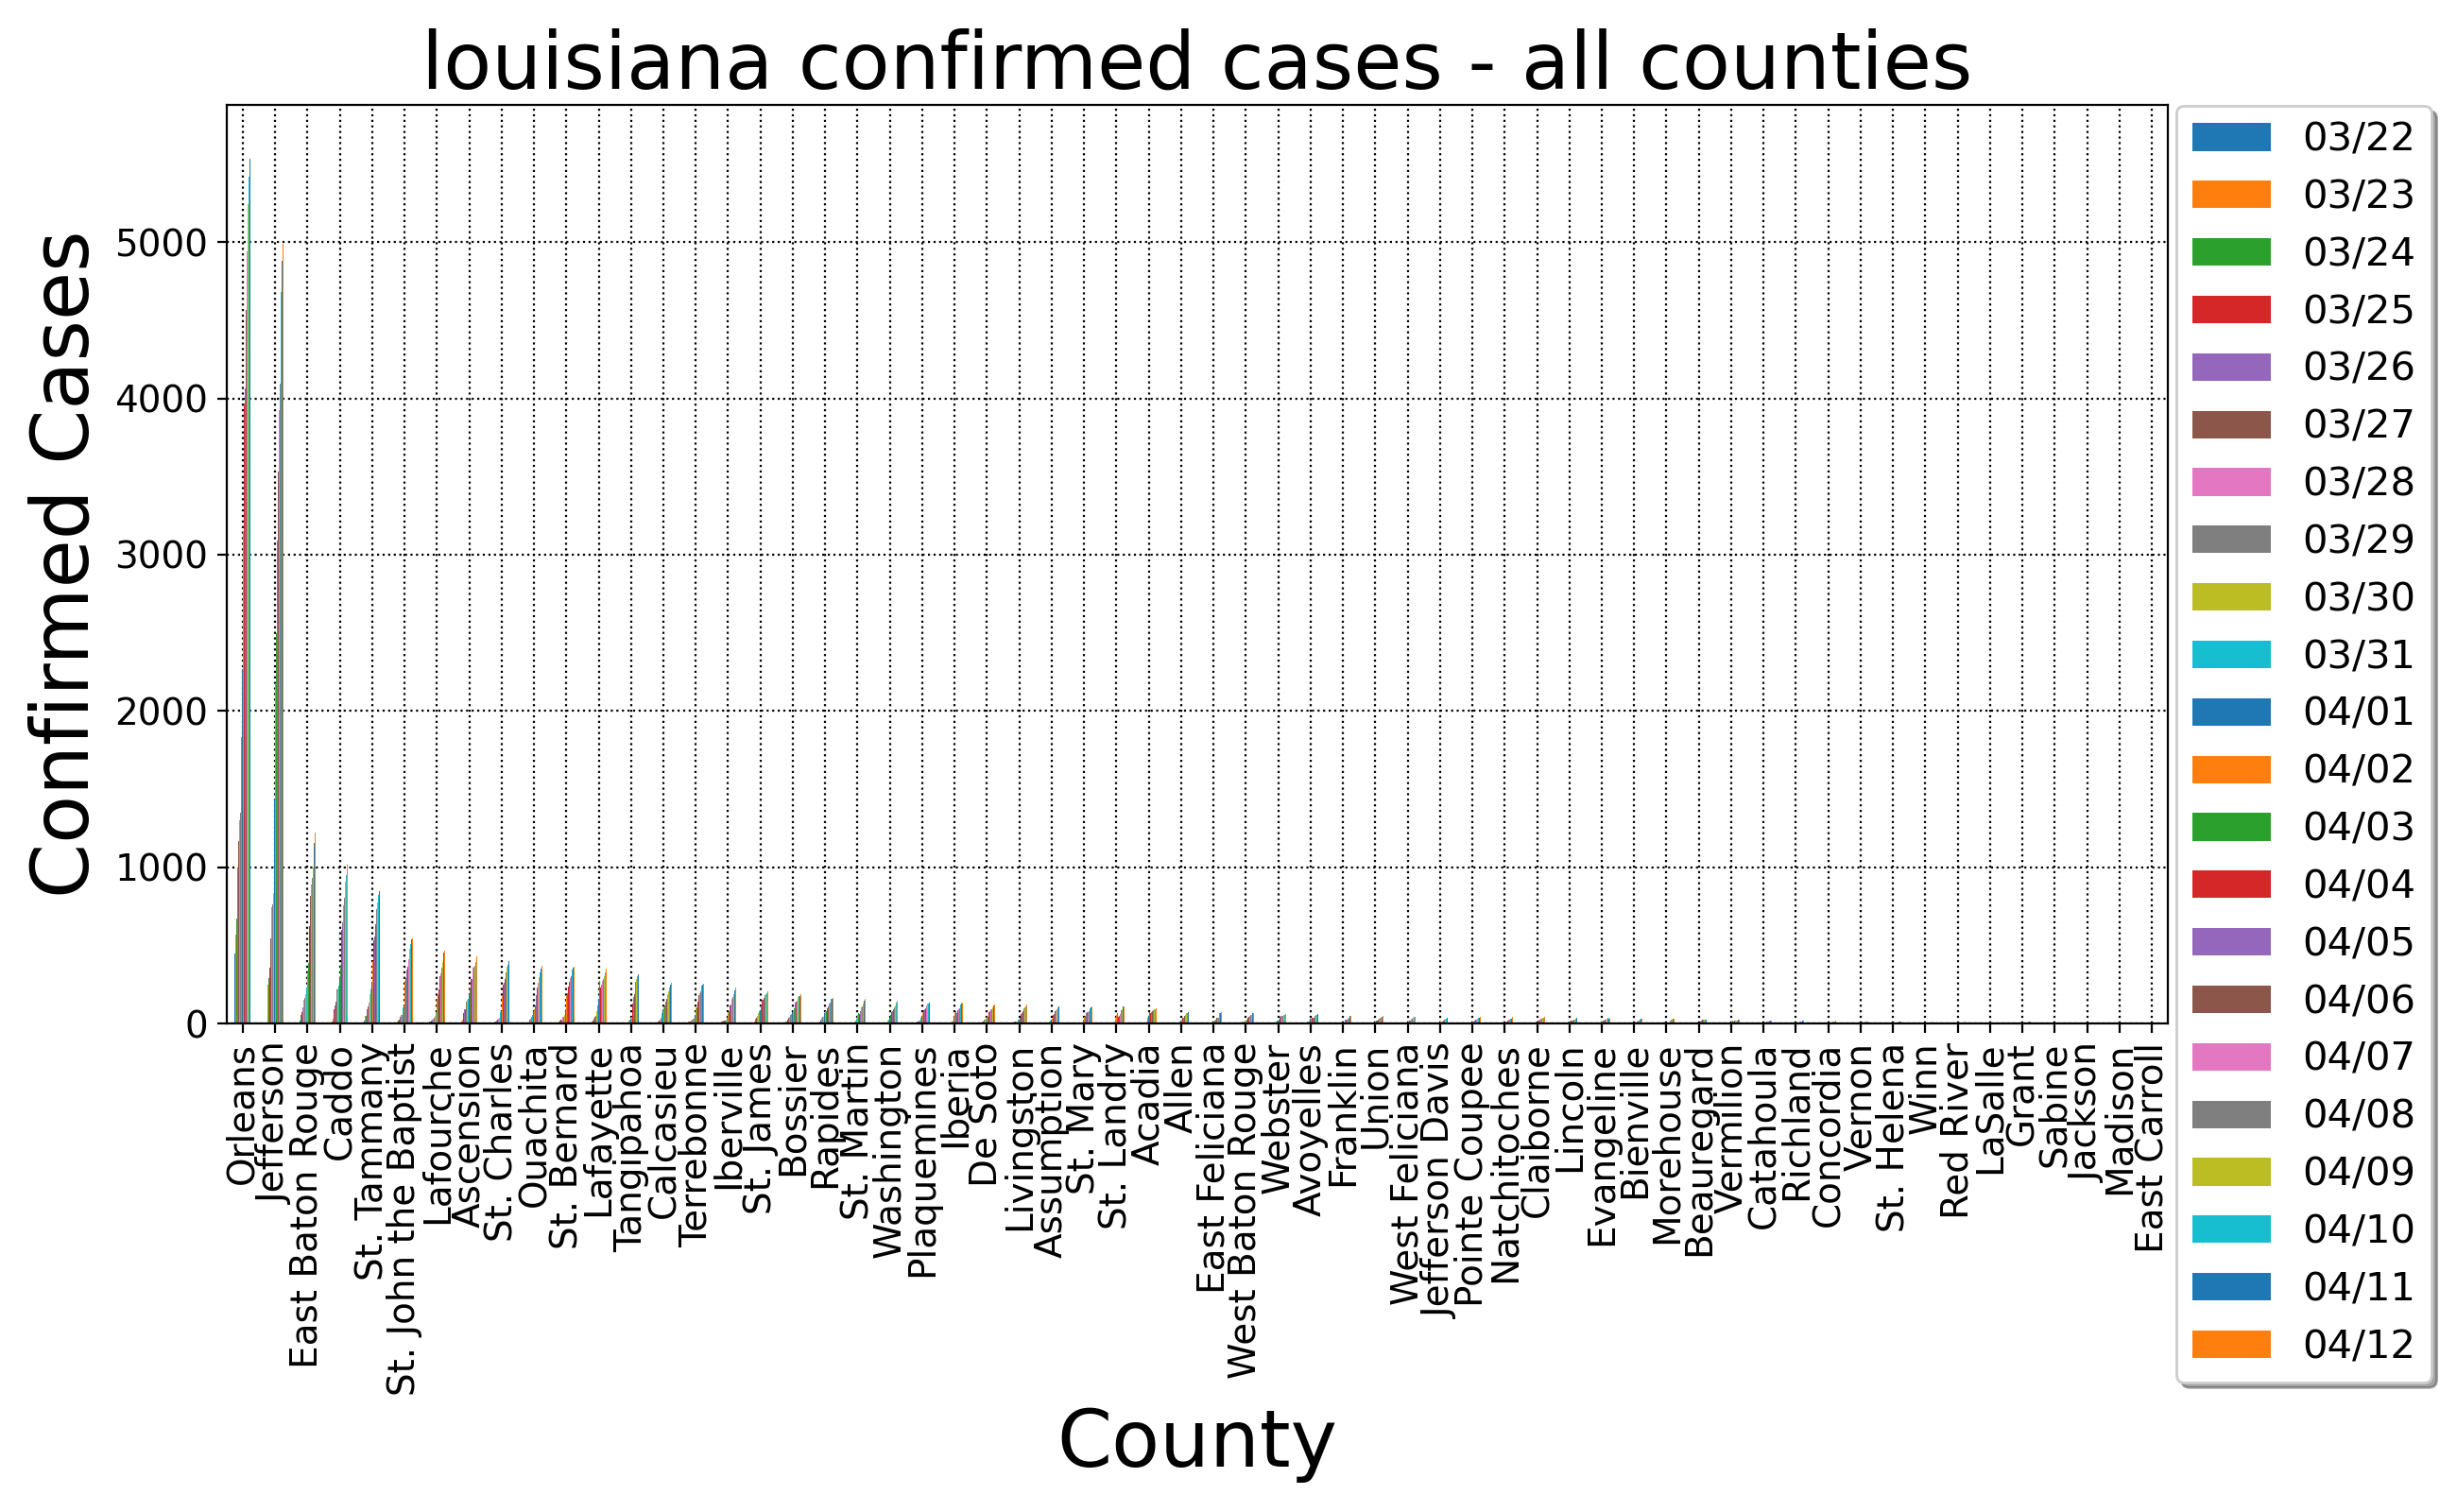 louisiana confirmed cases - all counties
Confirmed Cases
5000
4000
3000
2000
1000
0
Orleans
Jefferson
East Baton Rouge
Caddo
St. Tammany
St. John the Baptist
Lafourche
Ascension
St. Charles
Ouachita
St. Bernard
Lafayette
Tangipahoa
Calcasieu
Terrebonne
Iberville
St. James
Bossier
Rapides
St. Martin
Washington
Plaquemines
Iberia
De Soto
Livingston
Assumption
St. Mary
St. Landry
Acadia
Allen
East Feliciana
West Baton Rouge
Webster
Avoyelles
Franklin
Union
West Feliciana
Jefferson Davis
Pointe Coupee
Natchitoches
Claiborne
Lincoln
Evangeline
Bienville
Morehouse
Beauregard
Vermilion
Catahoula
Richland
Concordia
Vernon
St. Helena
Winn
Red River
LaSalle
Grant
Sabine
Jackson
Madison
East Carroll
County
03/22
03/23
03/24
03/25
03/26
03/27
03/28
03/29
03/30
03/31
04/01
04/02
04/03
04/04
04/05
04/06
04/07
04/08
04/09
04/10
04/11
04/12